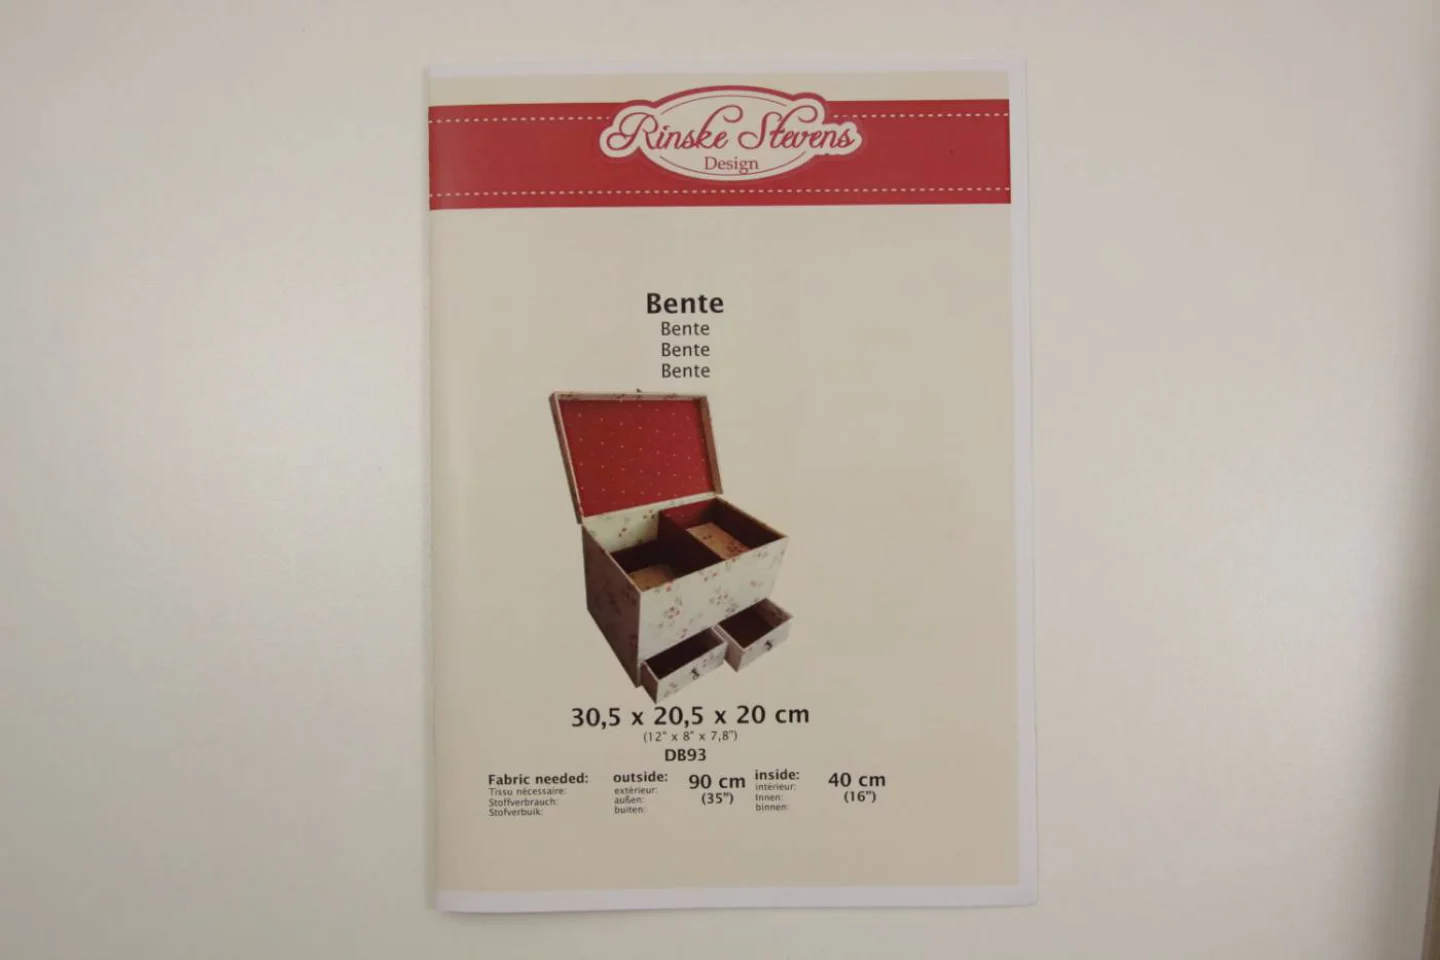 Rinske Stevens
Design
Bente
Bente
Bente
Bente
30,5 x 20,5 x 20 cm
(12" x 8" x 7,8")
DB93
Fabric needed: outside: 90 cm inside: 40 cm
Tissu nécessaire: extérieur: (35") intérieur: (16")
Stoffverbrauch: außen: Innen:
Stofverbuik: buiten: binnen: